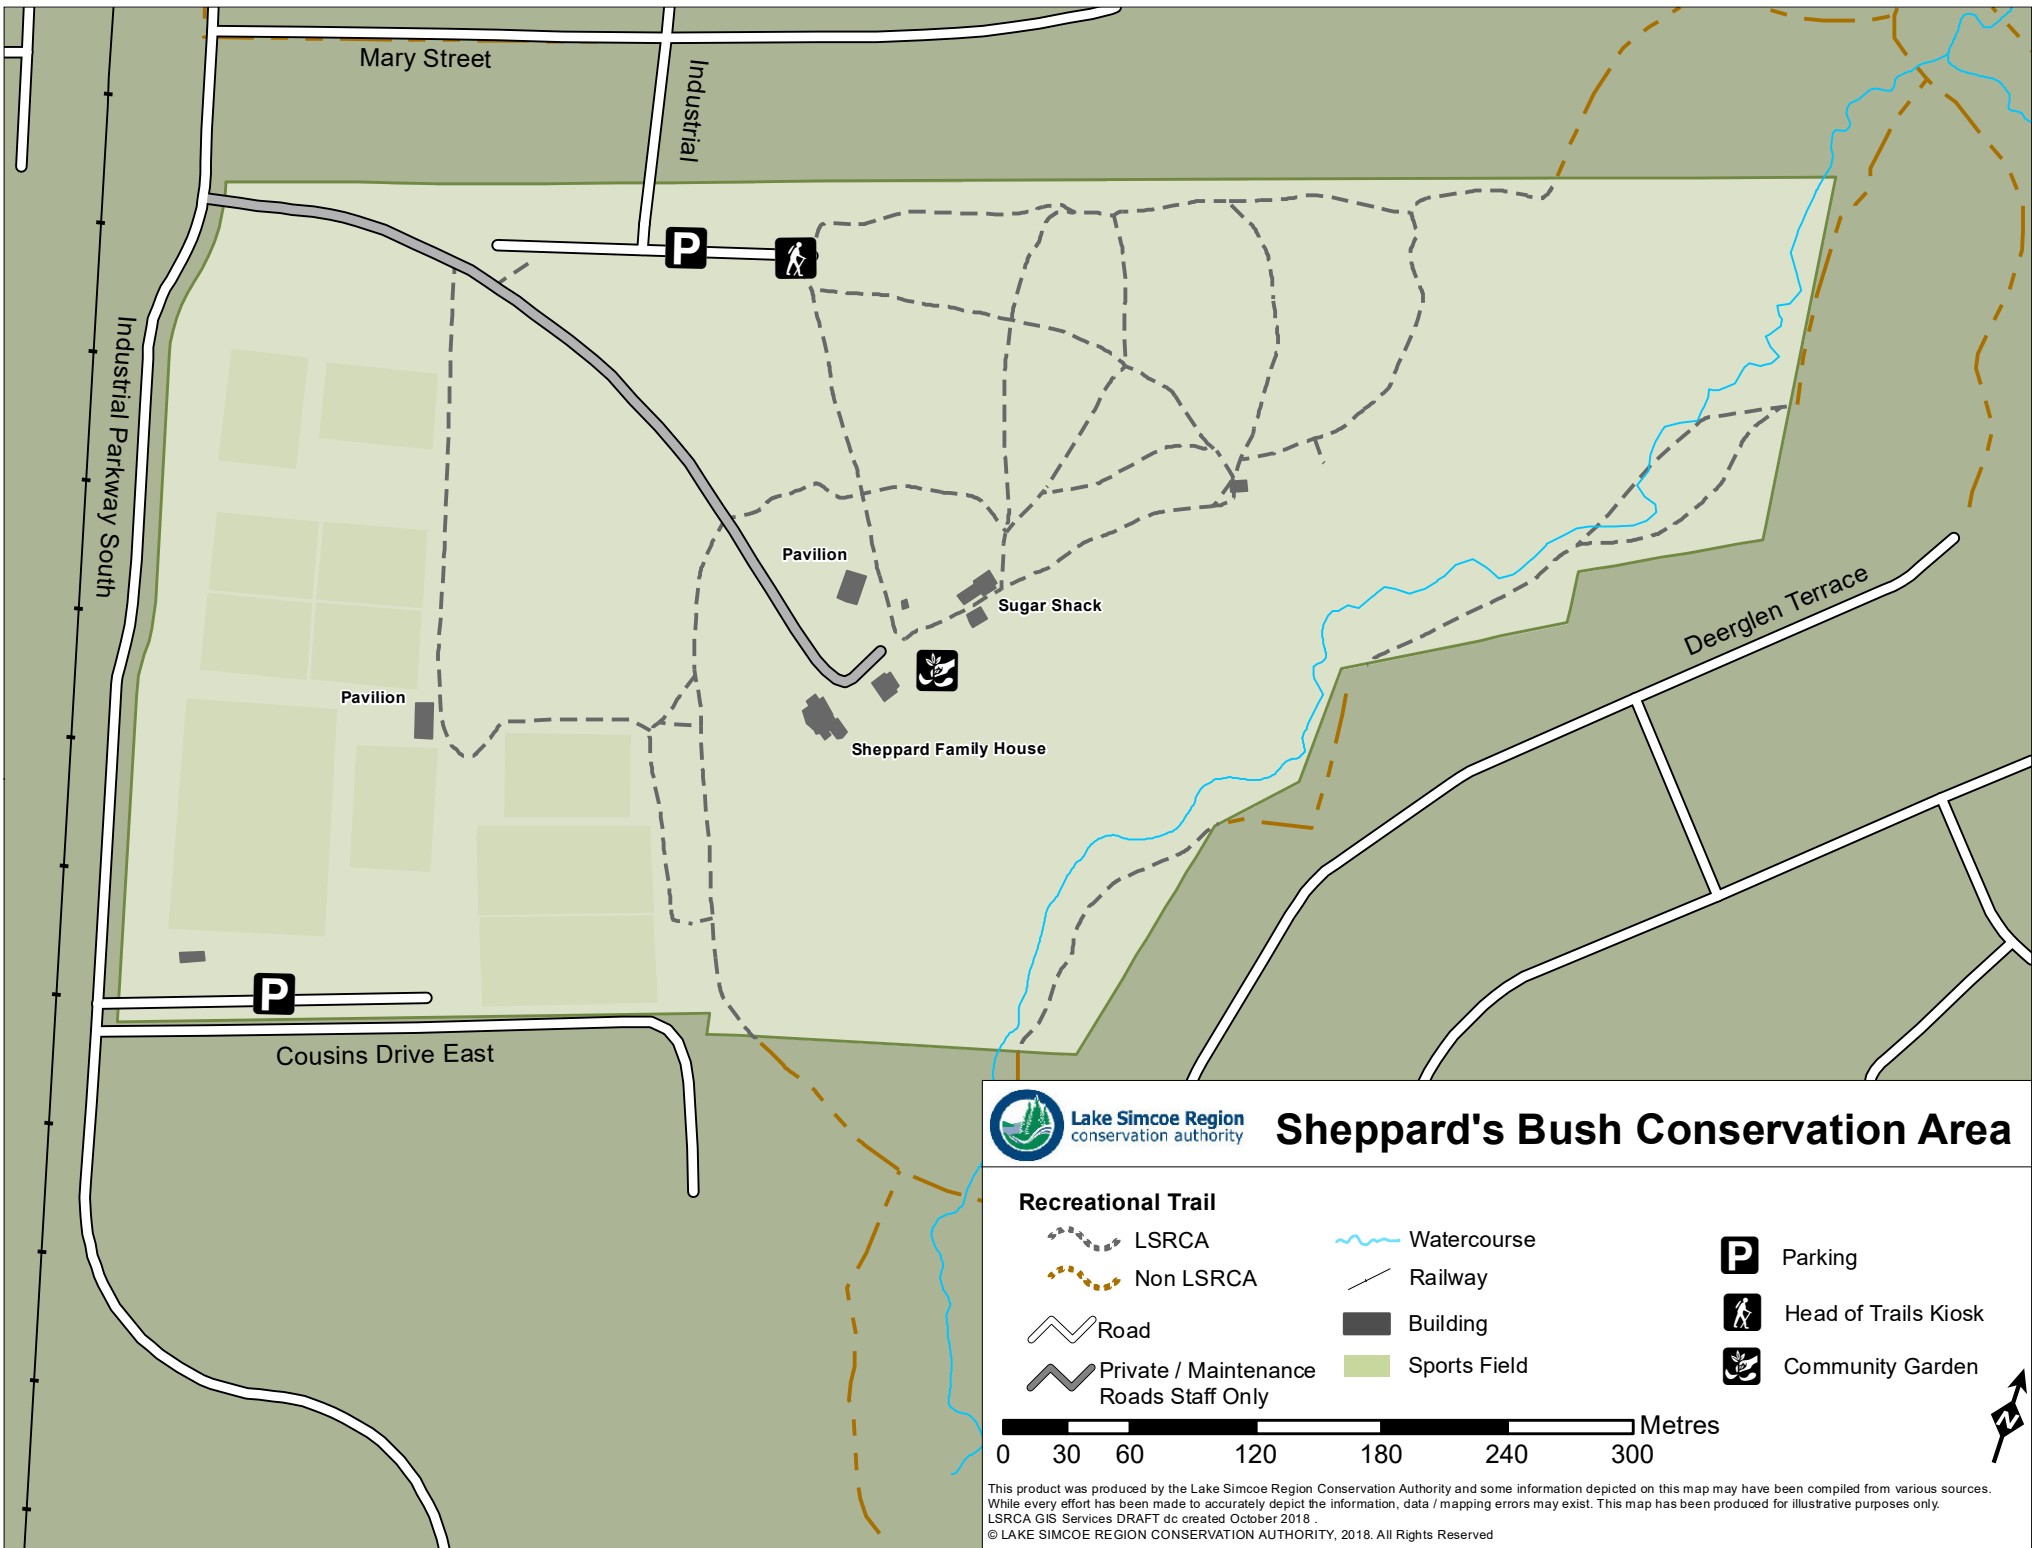 Mary Street
Industrial
P
Industrial Parkway South
Pavilion
Sugar Shack
Deerglen Terrace
Pavilion
Sheppard Family House
P
Cousins Drive East
Lake Simcoe Region
conservation authority
Sheppard's Bush Conservation Area
Recreational Trail
LSRCA
Non LSRCA
Road
Private / Maintenance
Roads Staff Only
Watercourse
Railway
Building
Sports Field
P Parking
Head of Trails Kiosk
Community Garden
N
Metres
0 30 60 120 180 240 300
This product was produced by the Lake Simcoe Region Conservation Authority and some information depicted on this map may have been compiled from various sources.
While every effort has been made to accurately depict the information, data / mapping errors may exist. This map has been produced for illustrative purposes only.
LSRCA GIS Services DRAFT dc created October 2018 .
© LAKE SIMCOE REGION CONSERVATION AUTHORITY, 2018. All Rights Reserved